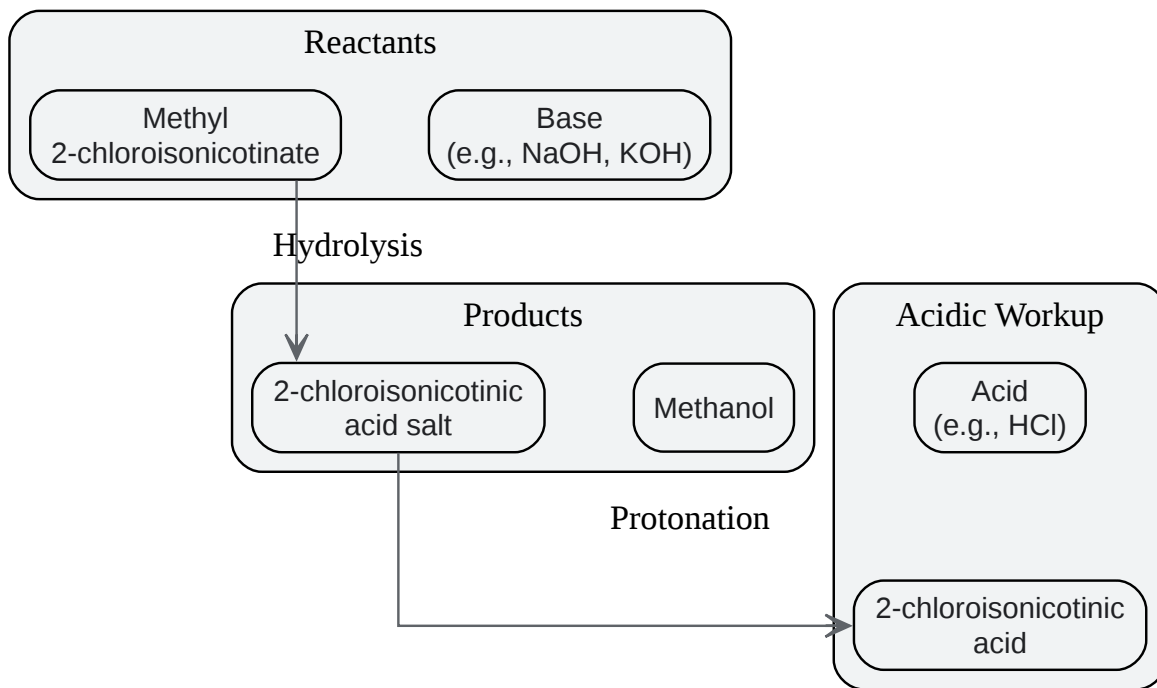 Reactants
Methyl
2-chloroisonicotinate
Base
(e.g., NaOH, KOH)
Hydrolysis
Products
2-chloroisonicotinic
acid salt
Methanol
Acidic Workup
Acid
(e.g., HCl)
Protonation
2-chloroisonicotinic
acid